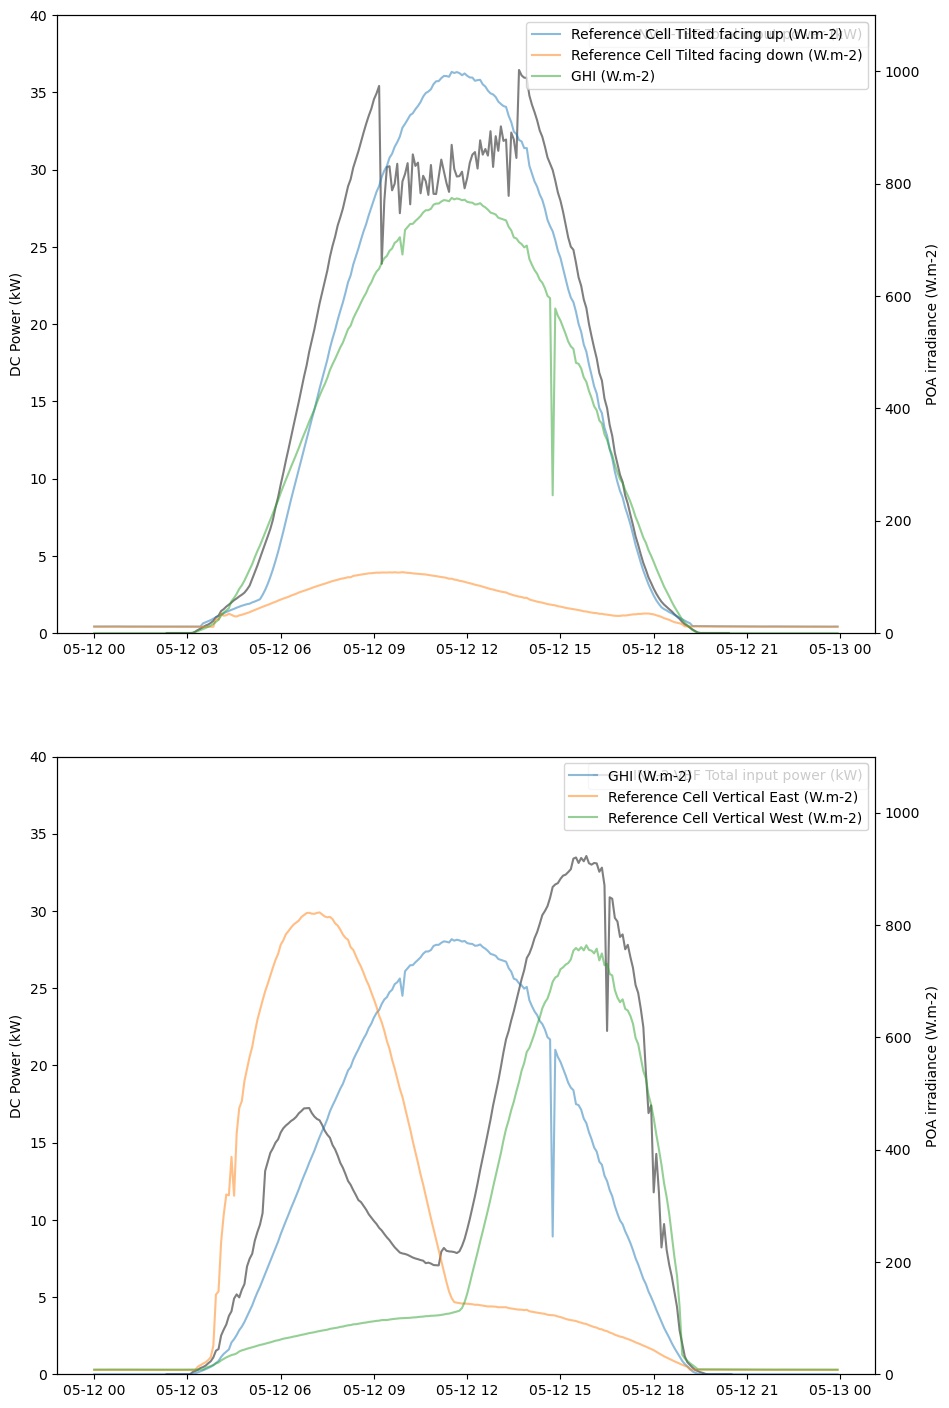 40
35
30
25
20
15
10
5
0
DC Power (kW)
Reference Cell Tilted facing up (W.m-2)
Reference Cell Tilted facing down (W.m-2)
GHI (W.m-2)
1000
800
600
400
200
0
POA irradiance (W.m-2)
05-12 00 05-12 03 05-12 06 05-12 09 05-12 12 05-12 15 05-12 18 05-12 21 05-13 00
40
35
30
25
20
15
10
5
0
DC Power (kW)
GHI (W.m-2)
Total input power (kW)
Reference Cell Vertical East (W.m-2)
Reference Cell Vertical West (W.m-2)
1000
800
600
400
200
0
POA irradiance (W.m-2)
05-12 00 05-12 03 05-12 06 05-12 09 05-12 12 05-12 15 05-12 18 05-12 21 05-13 00